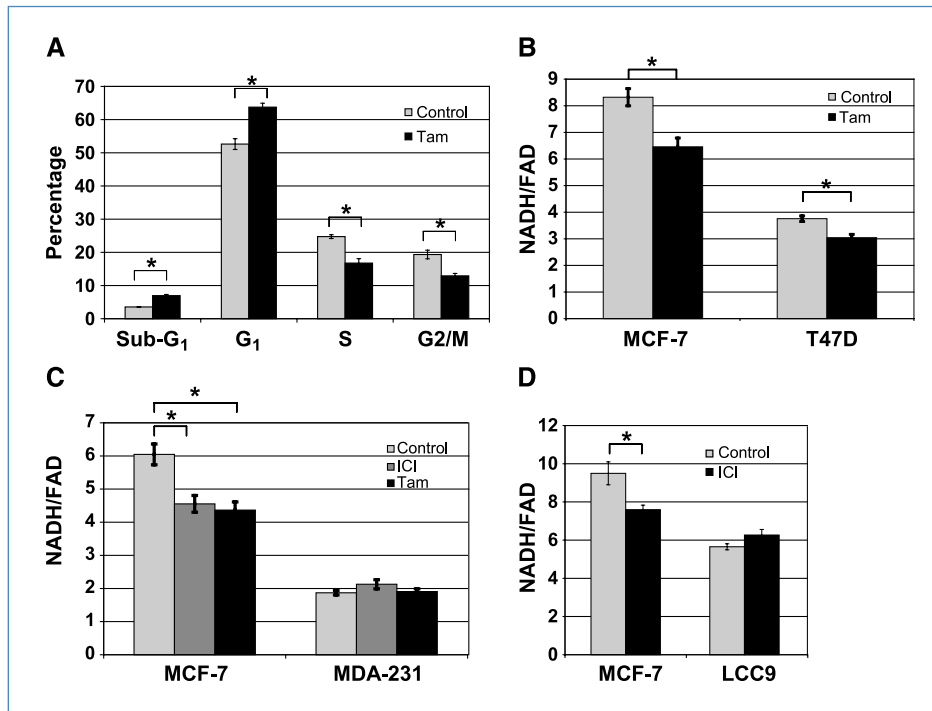 A
Percentage
70
60
50
40
30
20
10
0
*
*
*
*
Control
Tam
Sub-G1
G1
S
G2/M
B
NADH/FAD
9
8
7
6
5
4
3
2
1
0
*
*
Control
Tam
MCF-7
T47D
C
NADH/FAD
7
6
5
4
3
2
1
0
*
*
Control
ICI
Tam
MCF-7
MDA-231
D
NADH/FAD
12
10
8
6
4
2
0
*
Control
ICI
MCF-7
LCC9